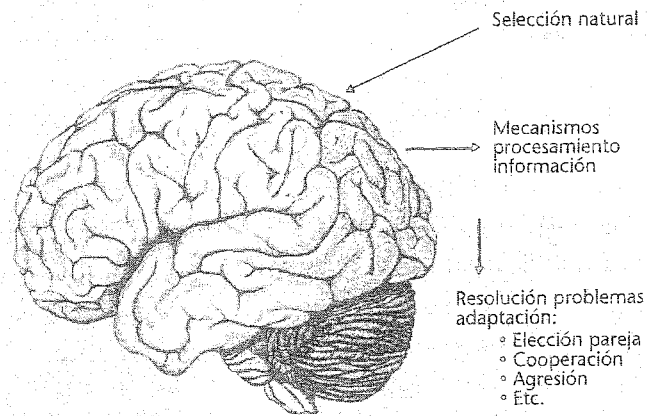 Selección natural
Mecanismos
procesamiento
información
Resolución problemas
adaptación:
° Elección pareja
° Cooperación
° Agresión
° Etc.